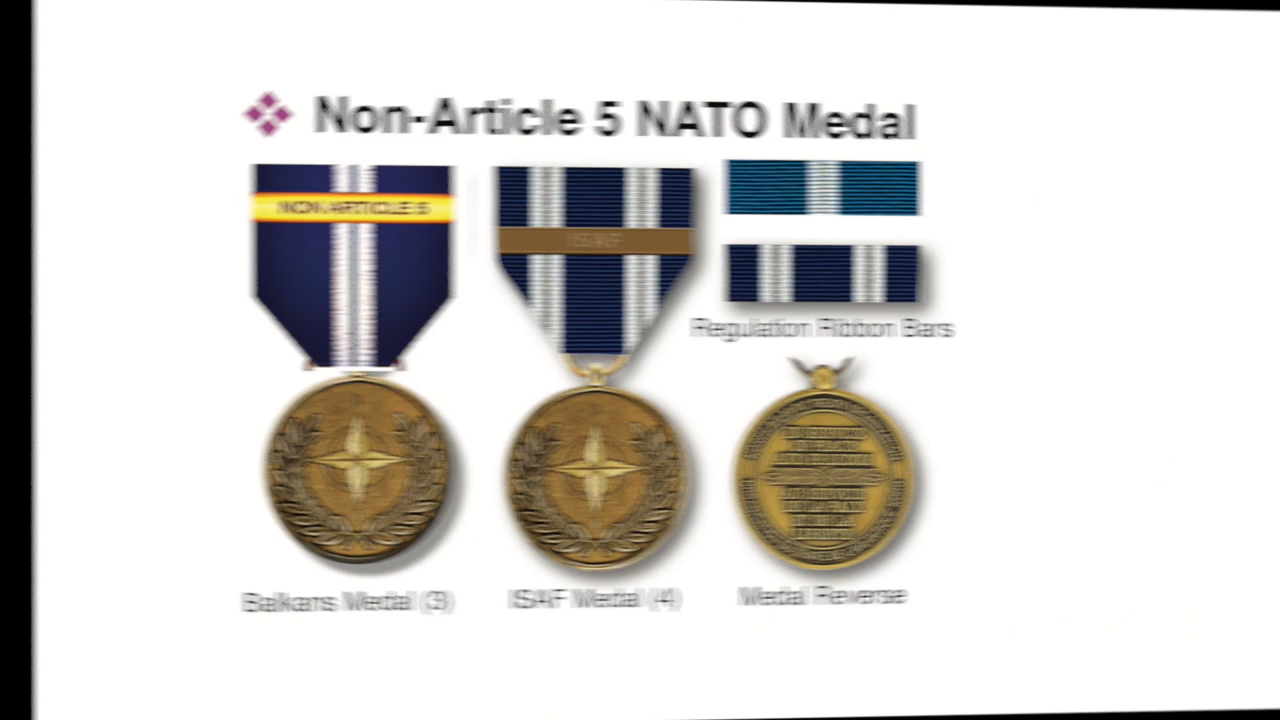 Non-Article 5 NATO Medal
NON ARTICLE 5
ISAF
Regulation Ribbon Bars
Balkans Medal (3)
ISAF Medal (4)
Medal Reverse